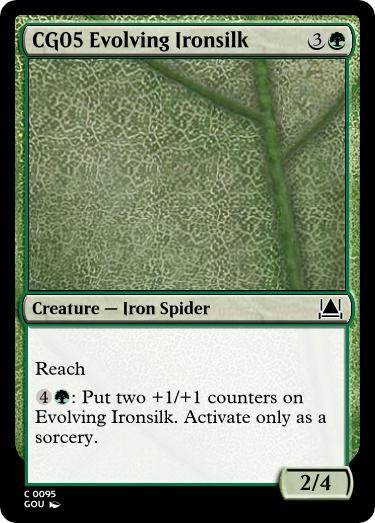 CG05 Evolving Ironsilk 3
Creature — Iron Spider
Reach
4 : Put two +1/+1 counters on
Evolving Ironsilk. Activate only as a
sorcery.
2/4
C 0095
GOU